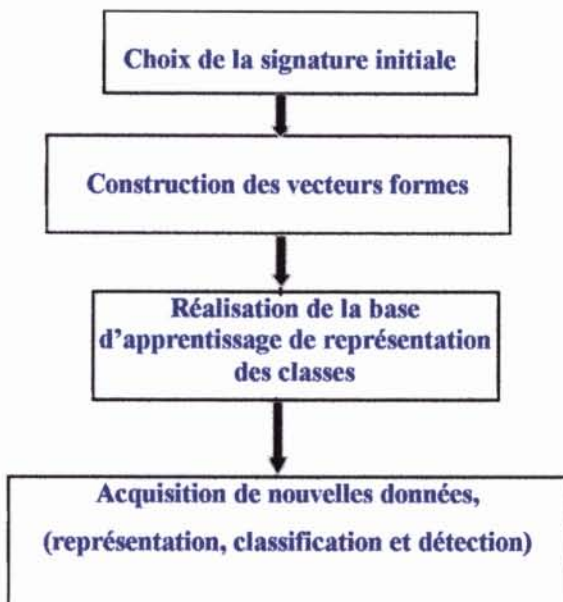 Choix de la signature initiale
Construction des vecteurs formes
Réalisation de la base
d'apprentissage de représentation
des classes
Acquisition de nouvelles données,
(représentation, classification et détection)